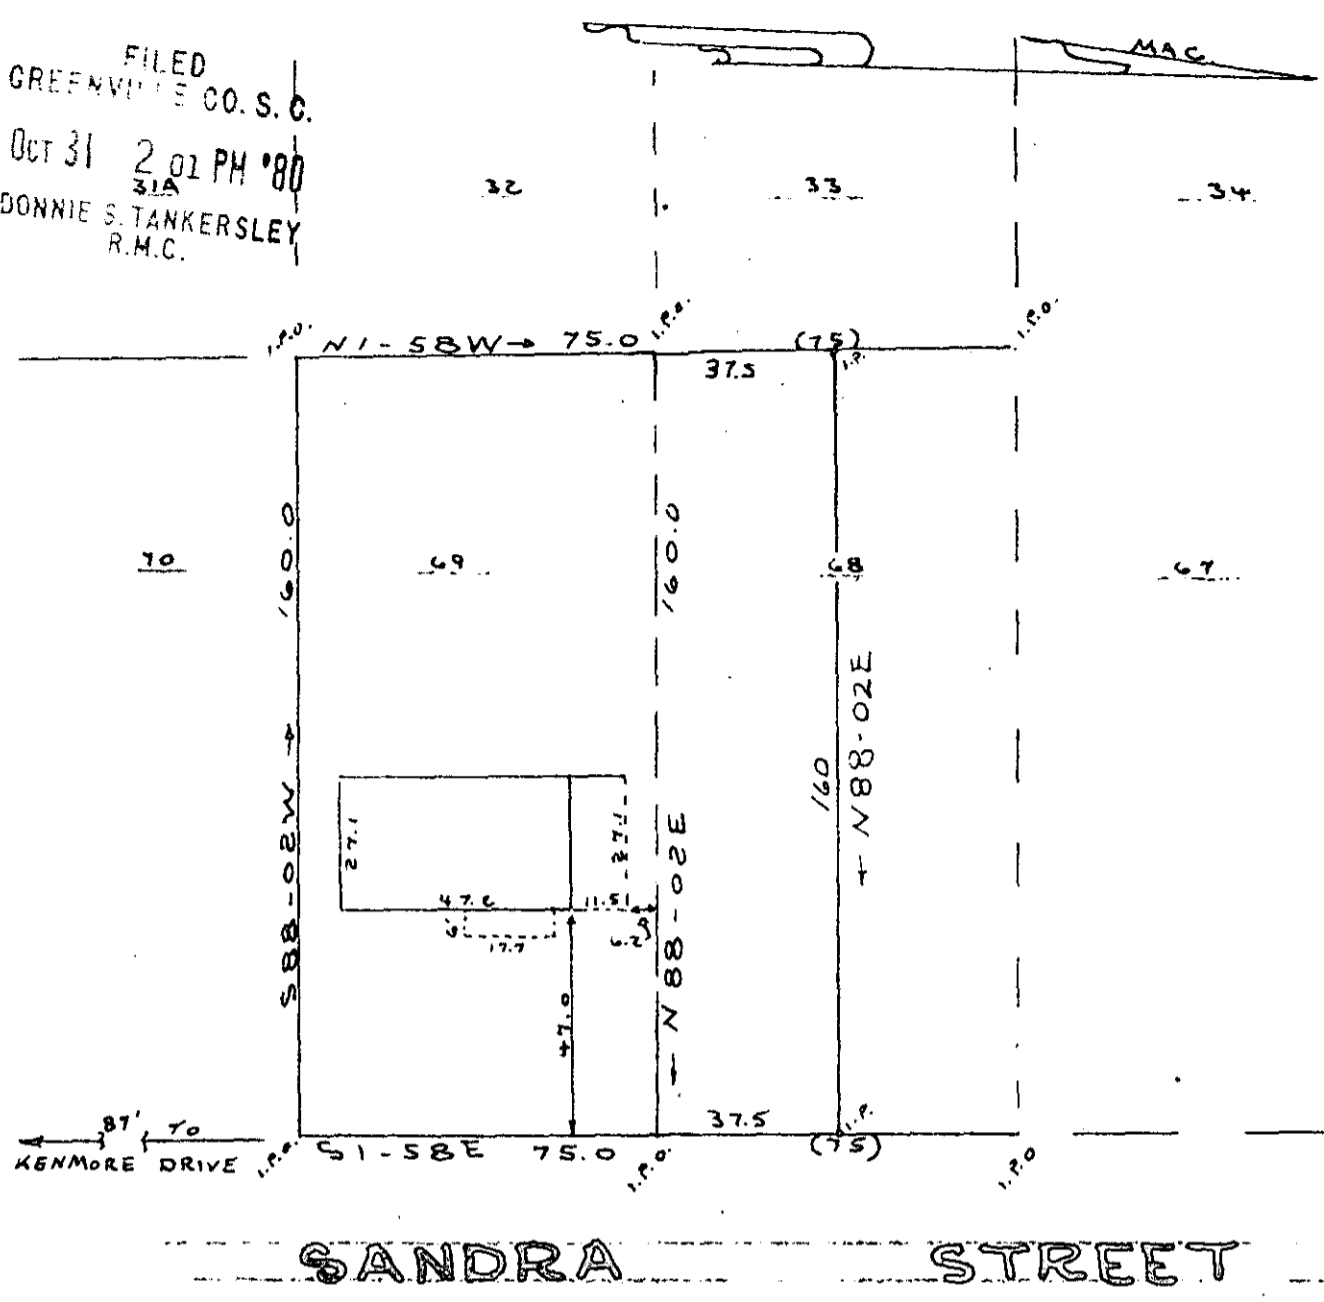 MAG.
FILED
GREENVILLE CO. S. C.
OCT 31 2 01 PM '80
31A
DONNIE S. TANKERSLEY
R.M.C.
32
33
34
I.P.O.
N1-58W → 75.0
I.P.O.
(75)
I.P.O.
37.5
I.P.
160.0
160.0
70
69
68
67
S88-02W →
← N88-02E
160
← N88-02E
27.1
27.1
47.2
11.5
6.2
17.7
47.0
87' TO
KENMORE DRIVE
I.P.O.
S1-58E 75.0
I.P.O.
37.5
I.P.
(75)
I.P.O
SANDRA STREET